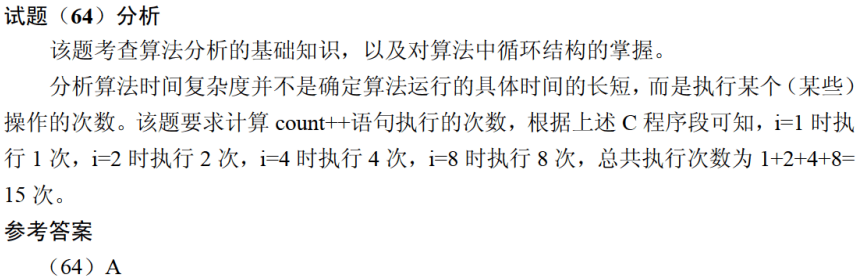 试题（64）分析
该题考查算法分析的基础知识，以及对算法中循环结构的掌握。
分析算法时间复杂度并不是确定算法运行的具体时间的长短，而是执行某个（某些）
操作的次数。该题要求计算 count++语句执行的次数，根据上述 C 程序段可知，i=1 时执
行 1 次，i=2 时执行 2 次，i=4 时执行 4 次，i=8 时执行 8 次，总共执行次数为 1+2+4+8=
15 次。
参考答案
（64）A